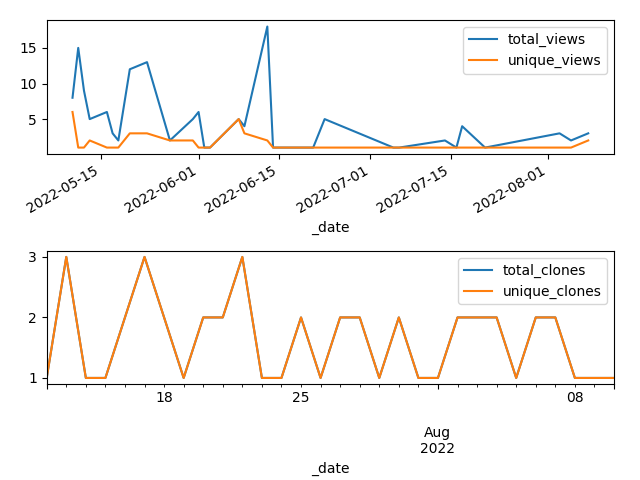 15
10
5
total_views
unique_views
2022-05-15
2022-06-01
2022-06-15
2022-07-01
2022-07-15
2022-08-01
_date
3
2
1
total_clones
unique_clones
18
25
Aug
2022
08
_date